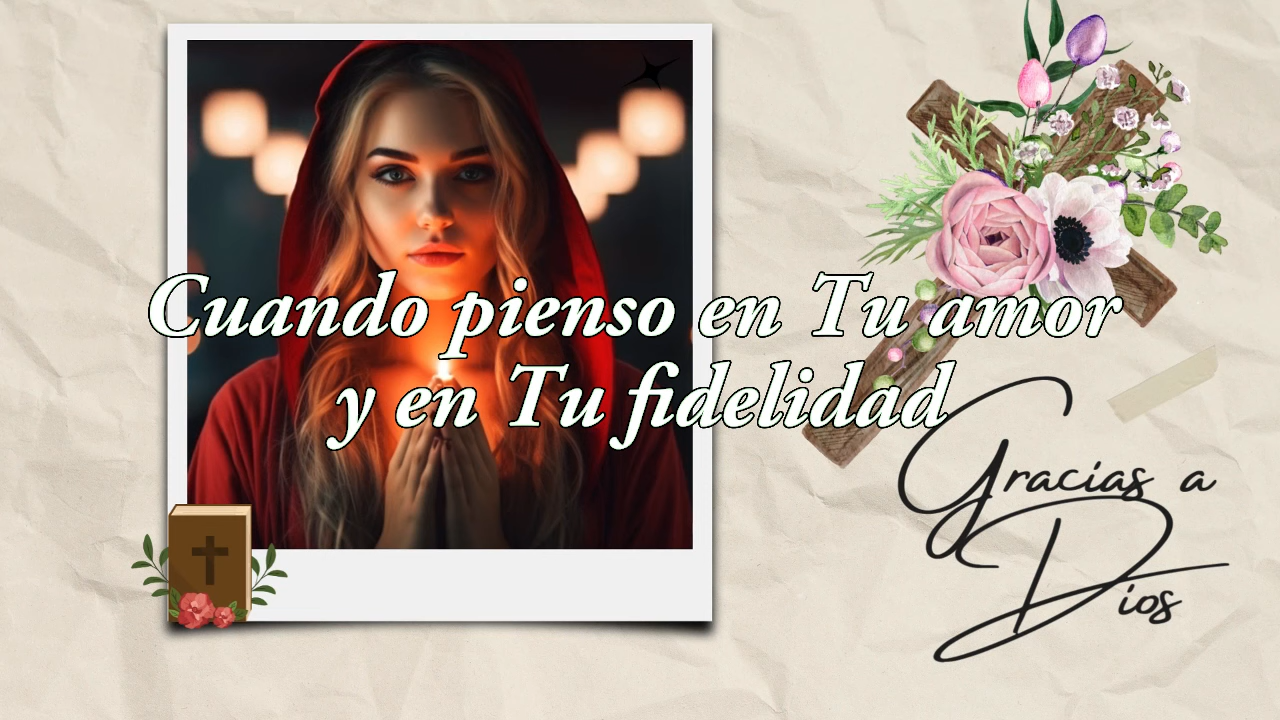 Cuando pienso en Tu amor
y en Tu fidelidad
Gracias a
Dios